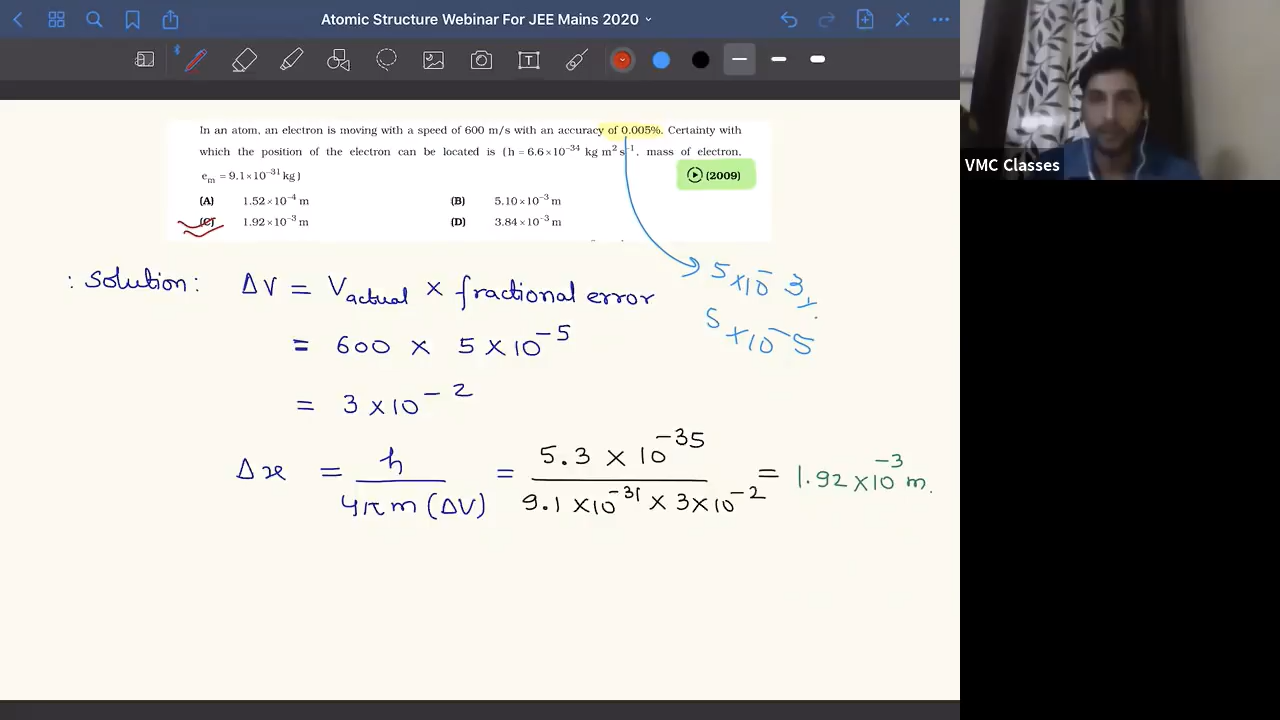 Atomic Structure Webinar For JEE Mains 2020
T
In an atom, an electron is moving with a speed of 600 m/s with an accuracy of 0.005%. Certainty with
which the position of the electron can be located is (h = 6.6×10⁻³⁴ kg m² s⁻¹, mass of electron,
eₘ = 9.1×10⁻³¹ kg)
(2009)
(A) 1.52×10⁻⁴ m (B) 5.10×10⁻³ m
(C) 1.92×10⁻³ m (D) 3.84×10⁻³ m
VMC Classes
: Solution: ΔV = Vactual × fractional error
5×10⁻³
= 600 × 5×10⁻⁵
5×10⁻⁵
= 3×10⁻²
Δx = h / 4πm(ΔV) = 5.3 × 10⁻³⁵ / 9.1×10⁻³¹ × 3×10⁻² = 1.92×10⁻³ m.